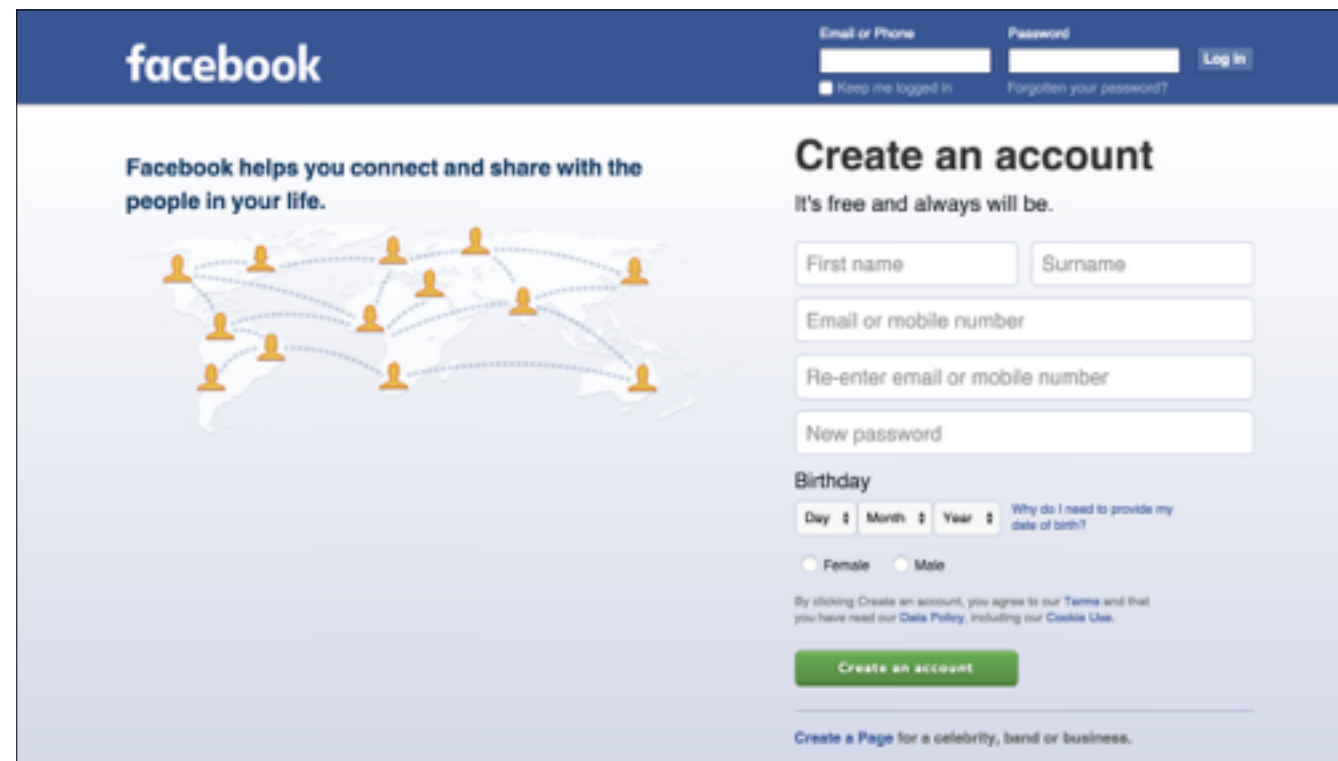 facebook
Email or Phone
Password
Log In
Keep me logged in
Forgotten your password?
Facebook helps you connect and share with the
people in your life.
Create an account
It's free and always will be.
First name
Surname
Email or mobile number
Re-enter email or mobile number
New password
Birthday
Day
Month
Year
Why do I need to provide my
date of birth?
Female
Male
By clicking Create an account, you agree to our Terms and that
you have read our Data Policy, including our Cookie Use.
Create an account
Create a Page for a celebrity, band or business.